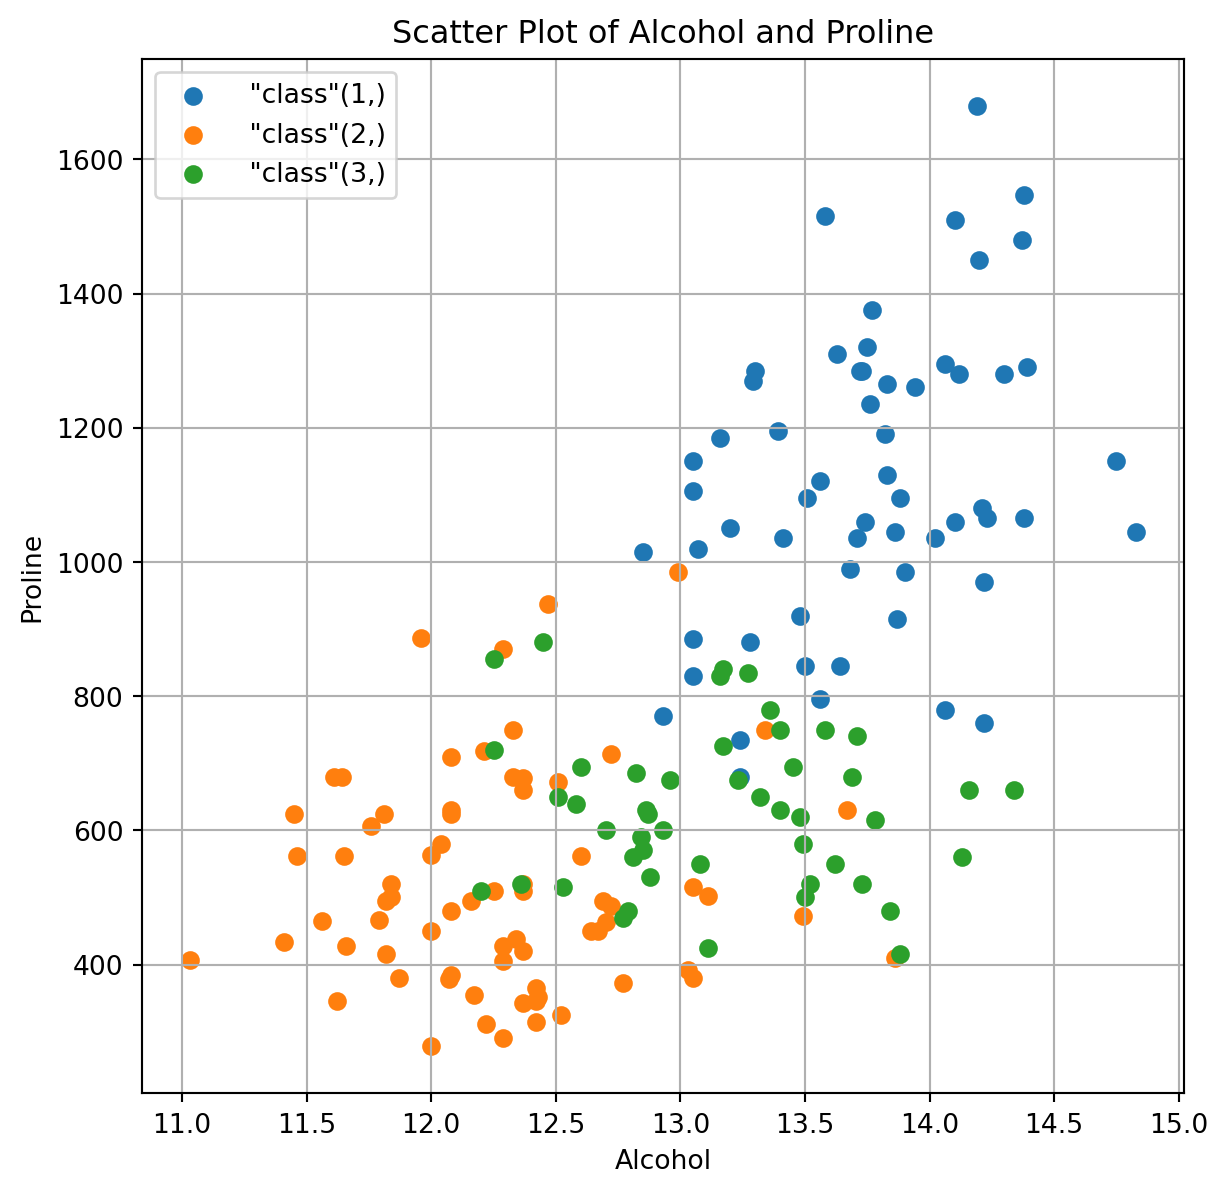 Scatter Plot of Alcohol and Proline
"class"(1,)
"class"(2,)
"class"(3,)
1600
1400
1200
1000
800
600
400
Proline
11.0 11.5 12.0 12.5 13.0 13.5 14.0 14.5 15.0
Alcohol